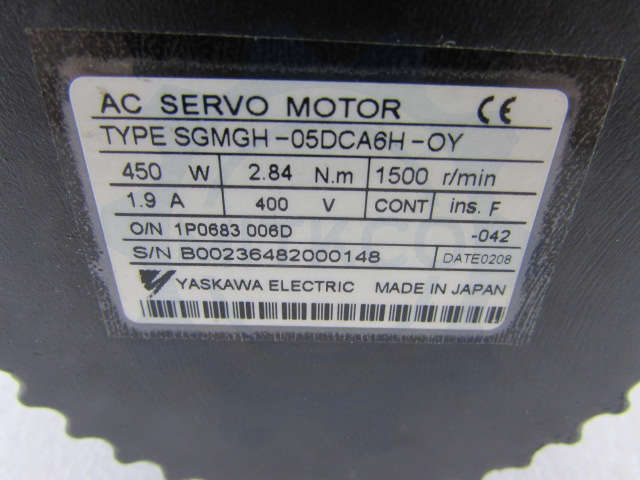 AC SERVO MOTOR CE
TYPE SGMGH-05DCA6H-OY
450 W 2.84 N.m 1500 r/min
1.9 A 400 V CONT ins. F
O/N 1P0683 006D -042
S/N B00236482000148 DATE0208
YASKAWA ELECTRIC MADE IN JAPAN